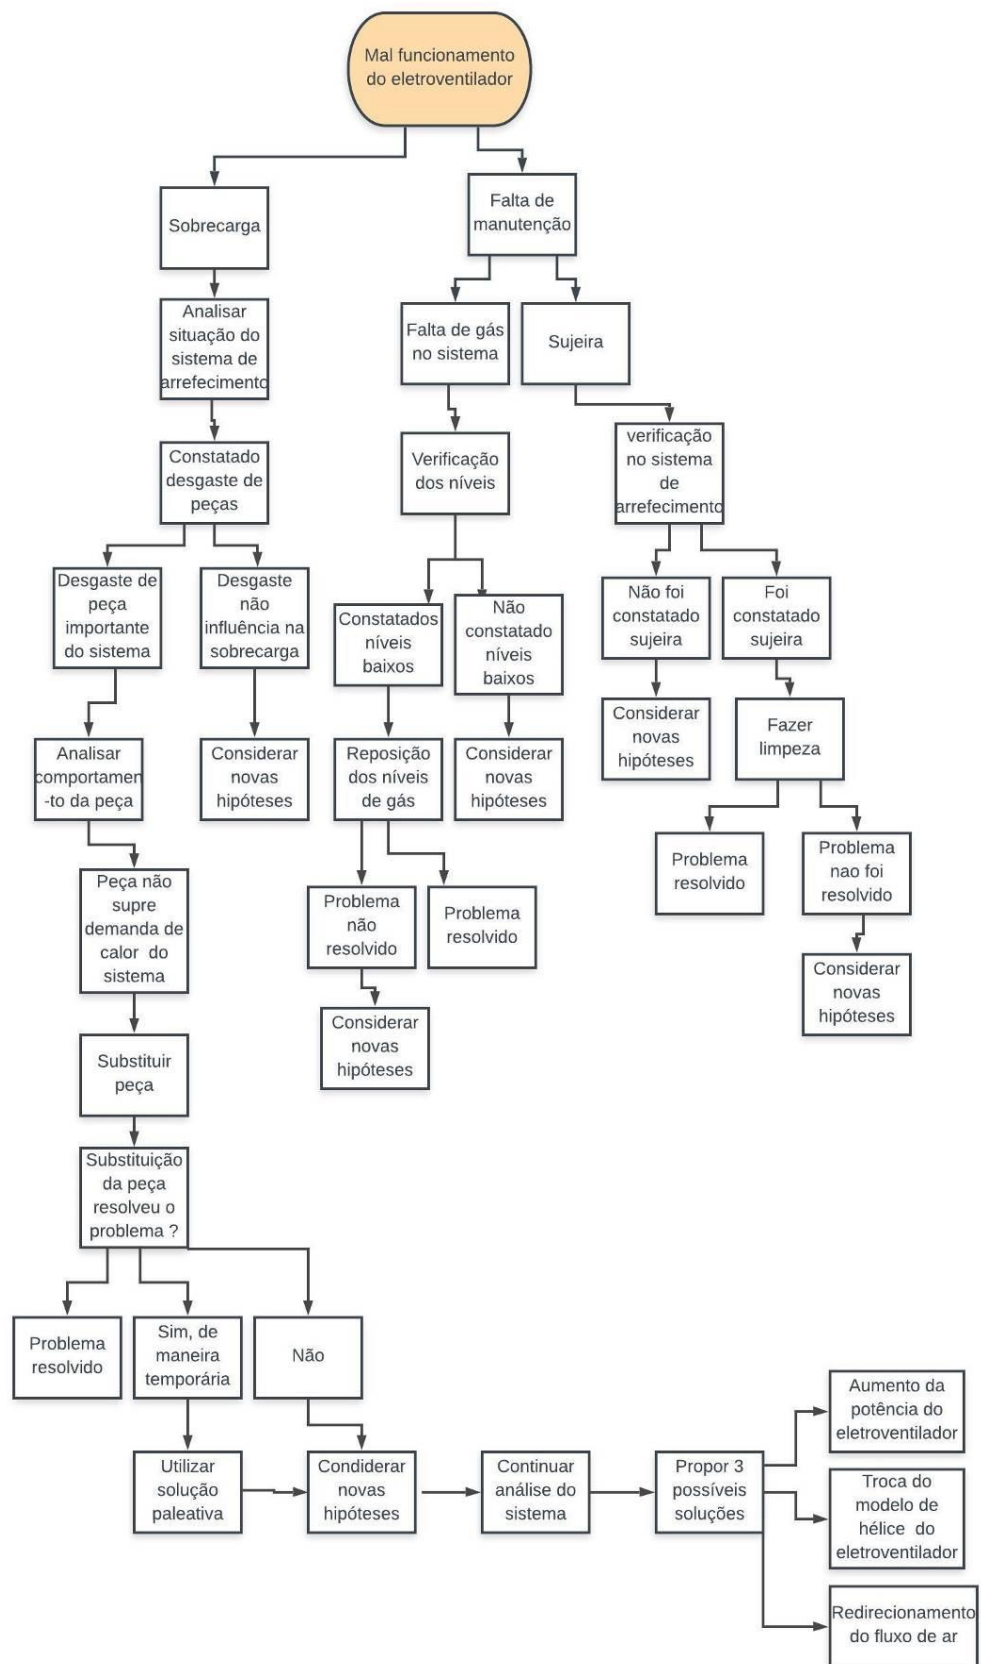 Mal funcionamento
do eletroventilador
Sobrecarga
Falta de
manutenção
Analisar
situação do
sistema de
arrefecimento
Falta de gás
no sistema
Sujeira
Constatado
desgaste de
peças
Verificação
dos níveis
verificação
no sistema
de
arrefecimento
Desgaste de
peça
importante
do sistema
Desgaste
não
influência na
sobrecarga
Constatados
níveis
baixos
Não
constatado
níveis
baixos
Não foi
constatado
sujeira
Foi
constatado
sujeira
Analisar
comportamen
-to da peça
Considerar
novas
hipóteses
Reposição
dos níveis
de gás
Considerar
novas
hipóteses
Considerar
novas
hipóteses
Fazer
limpeza
Peça não
supre
demanda de
calor do
sistema
Problema
não
resolvido
Problema
resolvido
Problema
resolvido
Problema
nao foi
resolvido
Considerar
novas
hipóteses
Considerar
novas
hipóteses
Substituir
peça
Substituição
da peça
resolveu o
problema ?
Problema
resolvido
Sim, de
maneira
temporária
Não
Utilizar
solução
paleativa
Condiderar
novas
hipóteses
Continuar
análise do
sistema
Propor 3
possíveis
soluções
Aumento da
potência do
eletroventilador
Troca do
modelo de
hélice do
eletroventilador
Redirecionamento
do fluxo de ar